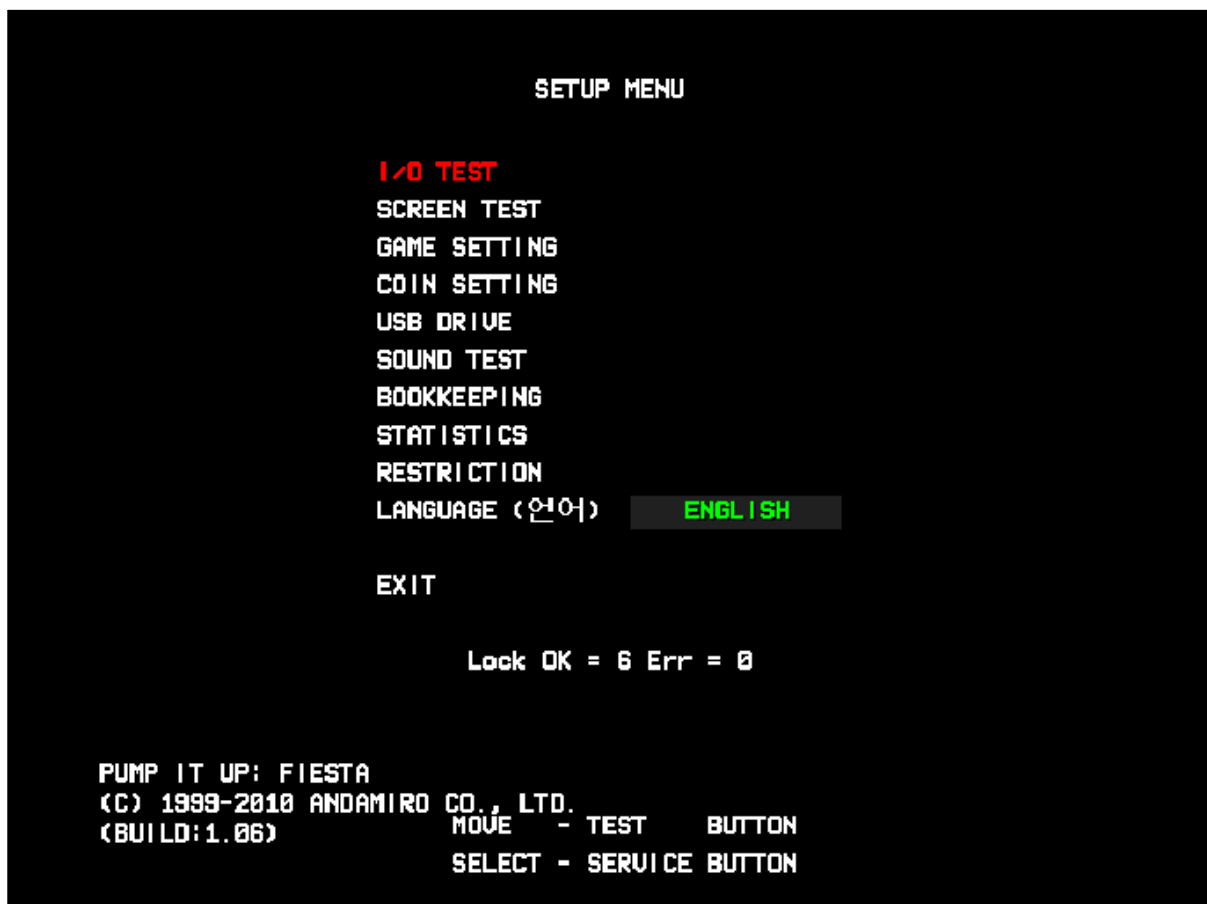 SETUP MENU
I/O TEST
SCREEN TEST
GAME SETTING
COIN SETTING
USB DRIVE
SOUND TEST
BOOKKEEPING
STATISTICS
RESTRICTION
LANGUAGE (언어) ENGLISH
EXIT
Lock OK = 6 Err = 0
PUMP IT UP: FIESTA
(C) 1999-2010 ANDAMIRO CO., LTD.
(BUILD:1.06)
MOVE - TEST BUTTON
SELECT - SERVICE BUTTON